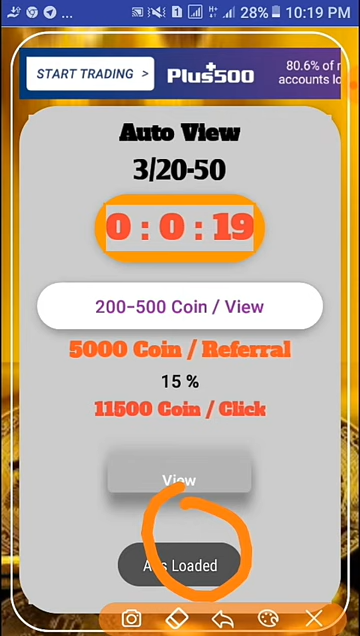 ... 28% 10:19 PM
START TRADING > Plus500
80.6% of r
accounts lo
Auto View
3/20-50
0 : 0 : 19
200-500 Coin / View
5000 Coin / Referral
15 %
11500 Coin / Click
View
Ads Loaded